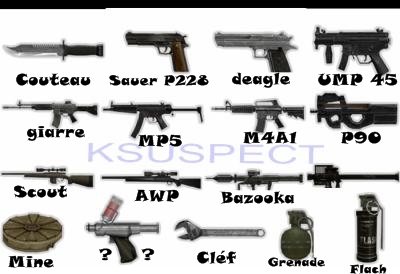 Couteau Sauer P228 deagle UMP 45
giarre MP5 M4A1 P90
KSUSPECT
Scout AWP Bazooka
Mine ? ? Cléf Grenade Flach